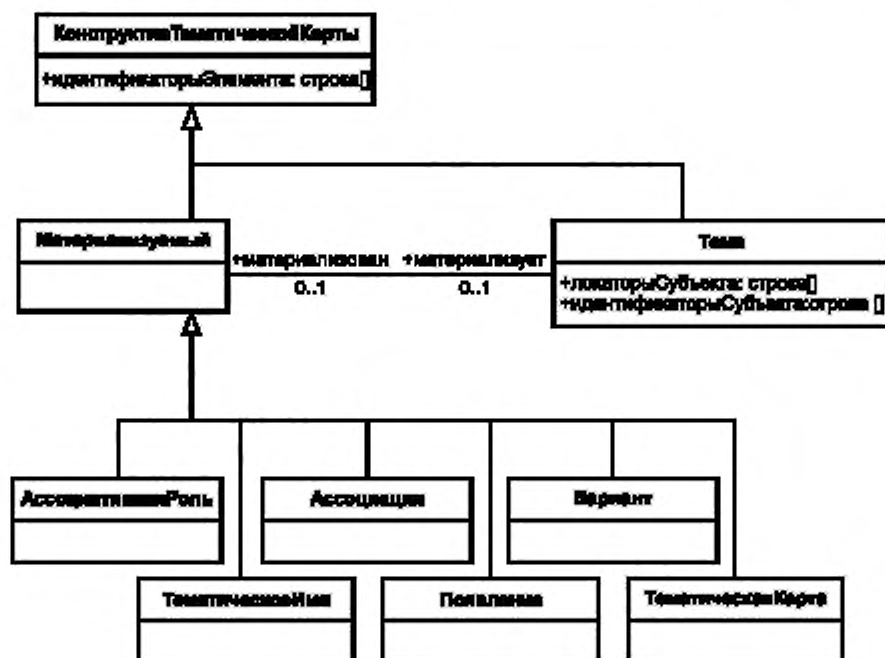 КонструктивТематическойКарты
+идентификаторыЭлемента: строка[]
Материализуемый
+материализован
+материализует
0..1
0..1
Тема
+локаторыСубъекта: строка[]
+идентификаторыСубъекта:строка []
АссоциативнаяРоль
Ассоциация
Вариант
ТематическоеИмя
Появление
ТематическаяКарта